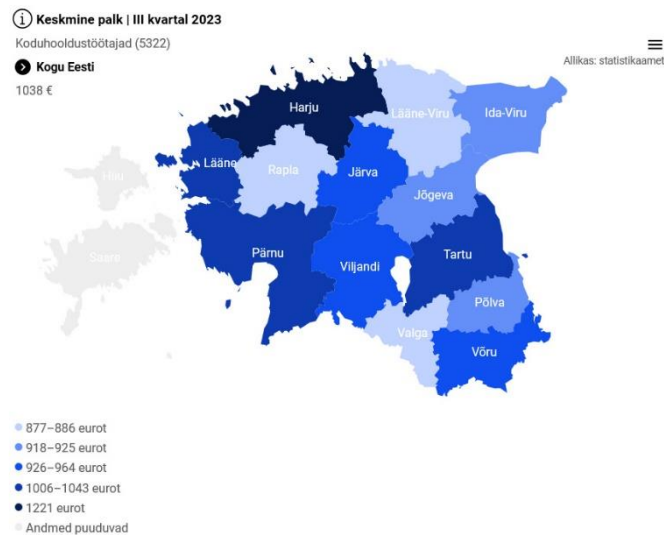 Keskmine palk | III kvartal 2023
Koduhooldustöötajad (5322)
Kogu Eesti
1038 €
Allikas: statistikaamet
Harju
Lääne-Viru
Ida-Viru
Lääne
Rapla
Järva
Hiiu
Jõgeva
Saare
Pärnu
Viljandi
Tartu
Põlva
Valga
Võru
877–886 eurot
918–925 eurot
926–964 eurot
1006–1043 eurot
1221 eurot
Andmed puuduvad